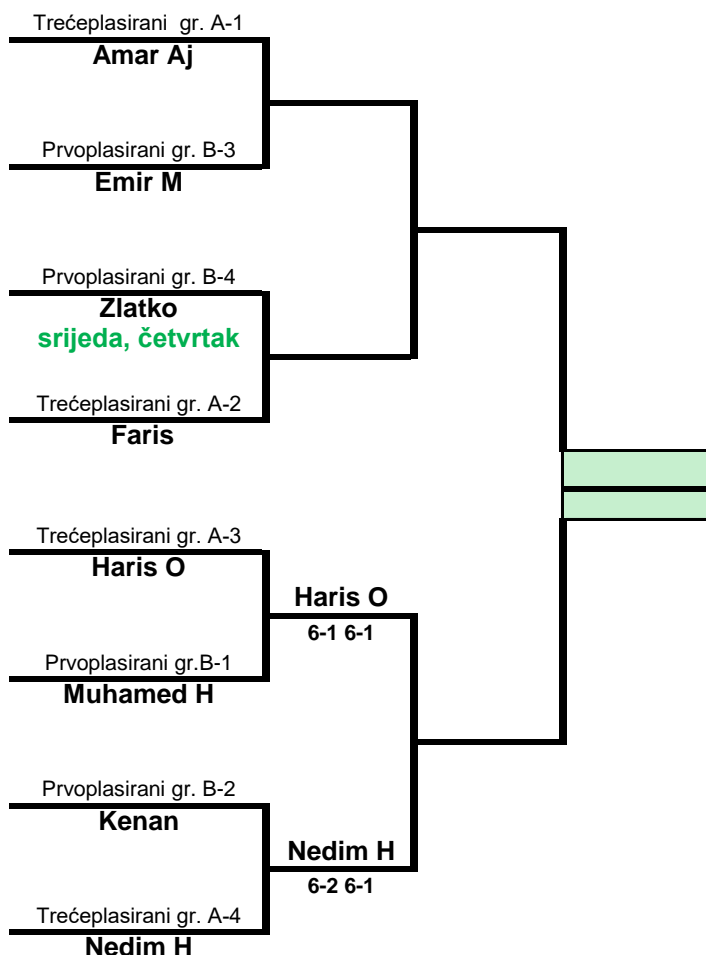 Trećeplasirani gr. A-1
Amar Aj
Prvoplasirani gr. B-3
Emir M
Prvoplasirani gr. B-4
Zlatko
srijeda, četvrtak
Trećeplasirani gr. A-2
Faris
Trećeplasirani gr. A-3
Haris O
Haris O
6-1 6-1
Prvoplasirani gr.B-1
Muhamed H
Prvoplasirani gr. B-2
Kenan
Nedim H
6-2 6-1
Trećeplasirani gr. A-4
Nedim H